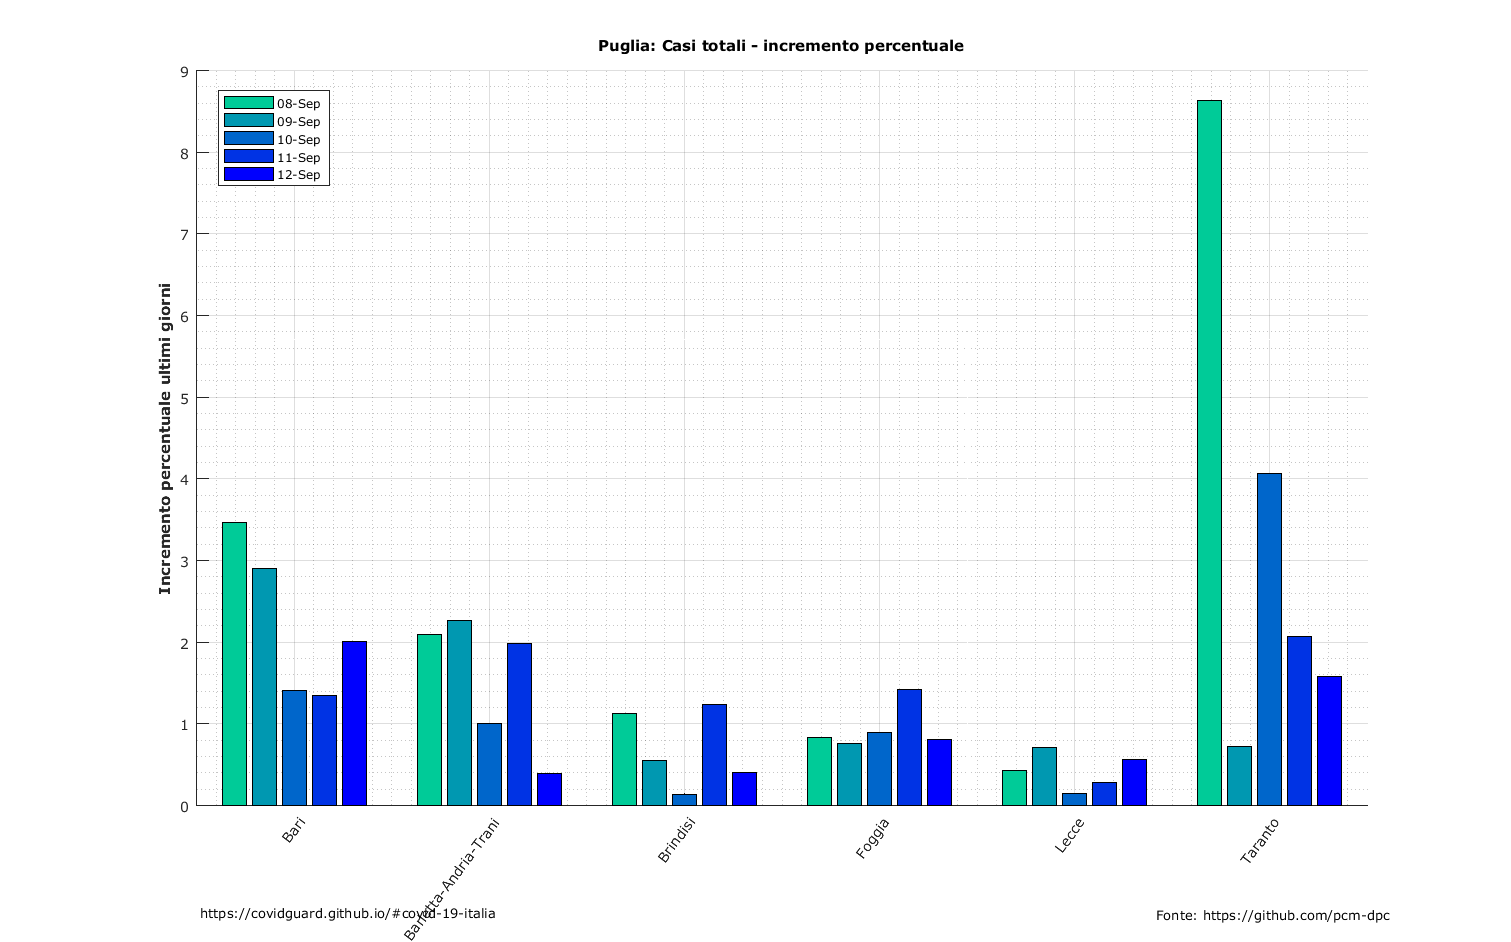 Puglia: Casi totali - incremento percentuale
Incremento percentuale ultimi giorni
9
8
7
6
5
4
3
2
1
0
08-Sep
09-Sep
10-Sep
11-Sep
12-Sep
Bari
Barletta-Andria-Trani
Brindisi
Foggia
Lecce
Taranto
https://covidguard.github.io/#covid-19-italia
Fonte: https://github.com/pcm-dpc